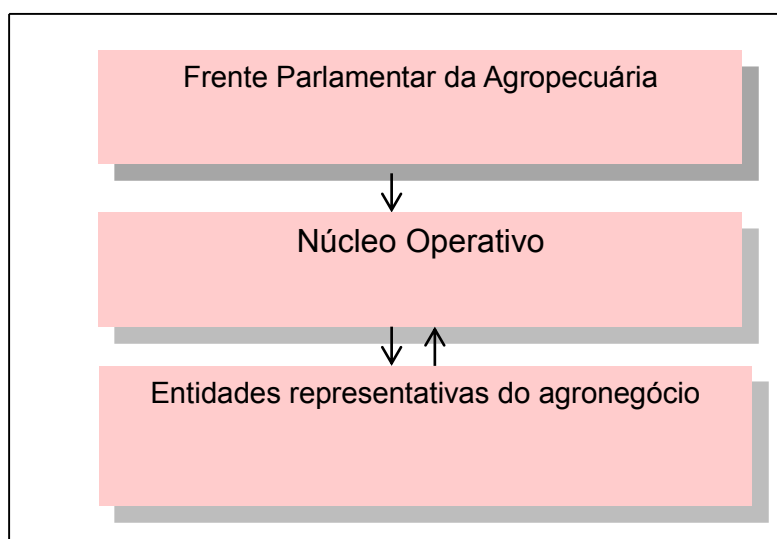 Frente Parlamentar da Agropecuária
Núcleo Operativo
Entidades representativas do agronegócio